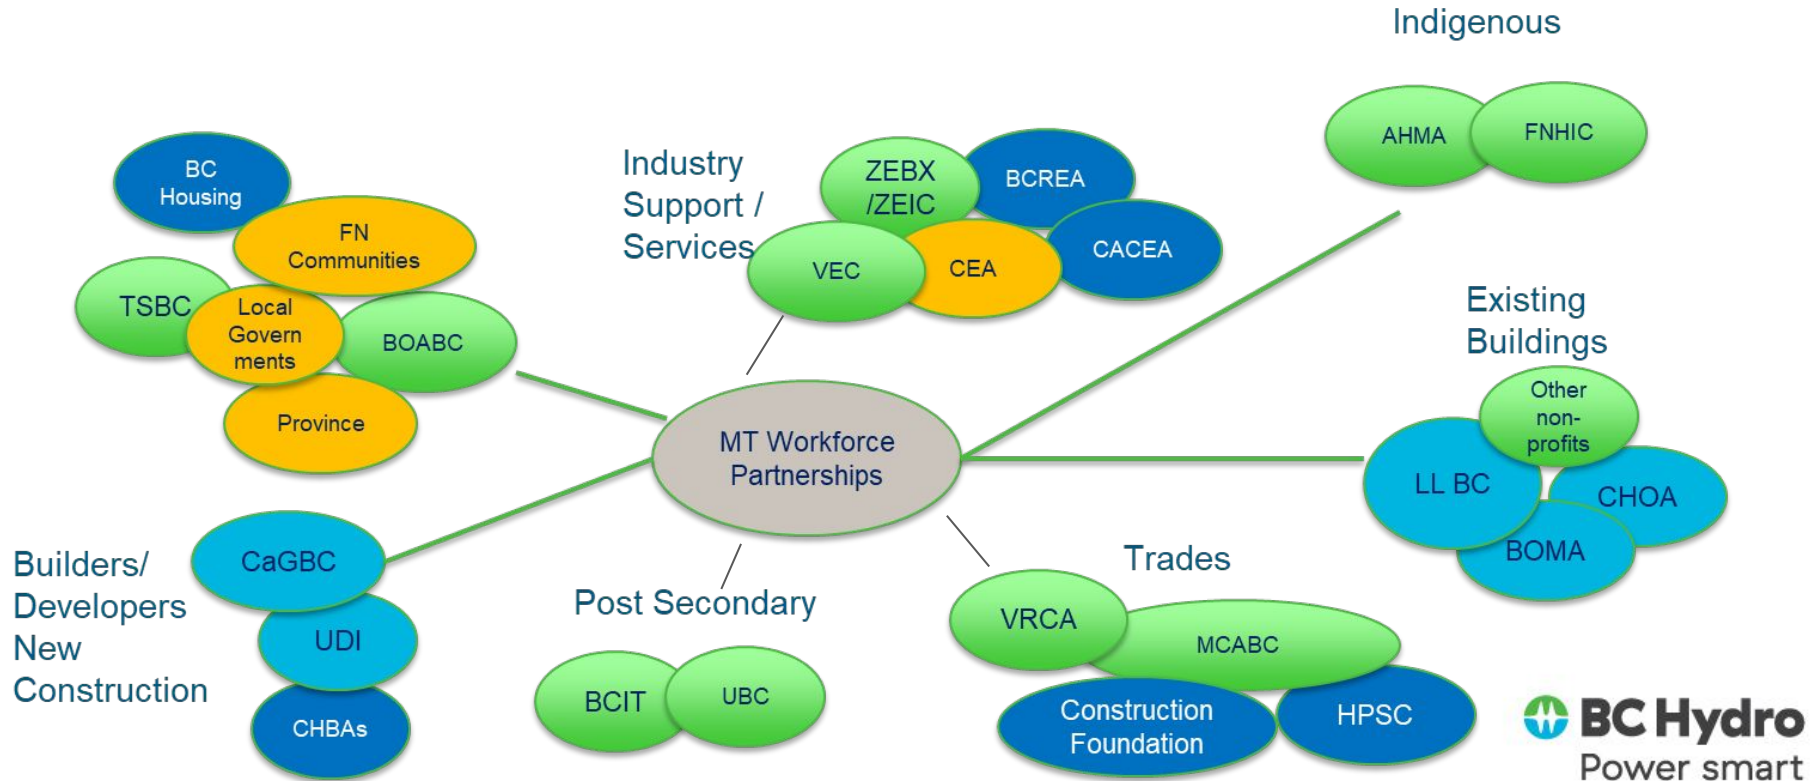 Indigenous
AHMA
FNHIC
BC
Housing
FN
Communities
TSBC
Local
Govern
ments
BOABC
Province
Industry
Support /
Services
ZEBX
/ZEIC
BCREA
VEC
CEA
CACEA
Existing
Buildings
Other
non-
profits
LL BC
CHOA
BOMA
MT Workforce
Partnerships
Builders/
Developers
New
Construction
CaGBC
UDI
CHBAs
Post Secondary
BCIT
UBC
Trades
VRCA
MCABC
Construction
Foundation
HPSC
BC Hydro
Power smart